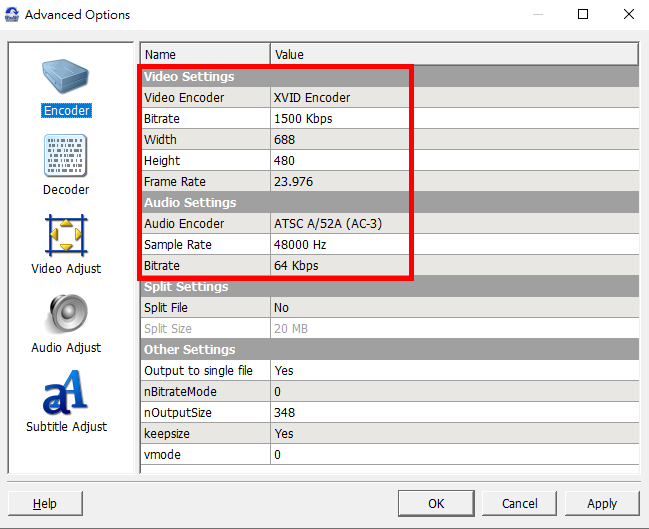 Advanced Options
Name Value
Video Settings
Video Encoder XVID Encoder
Bitrate 1500 Kbps
Width 688
Height 480
Frame Rate 23.976
Audio Settings
Audio Encoder ATSC A/52A (AC-3)
Sample Rate 48000 Hz
Bitrate 64 Kbps
Split Settings
Split File No
Split Size 20 MB
Other Settings
Output to single file Yes
nBitrateMode 0
nOutputSize 348
keepsize Yes
vmode 0
Encoder
Decoder
Video Adjust
Audio Adjust
Subtitle Adjust
Help OK Cancel Apply